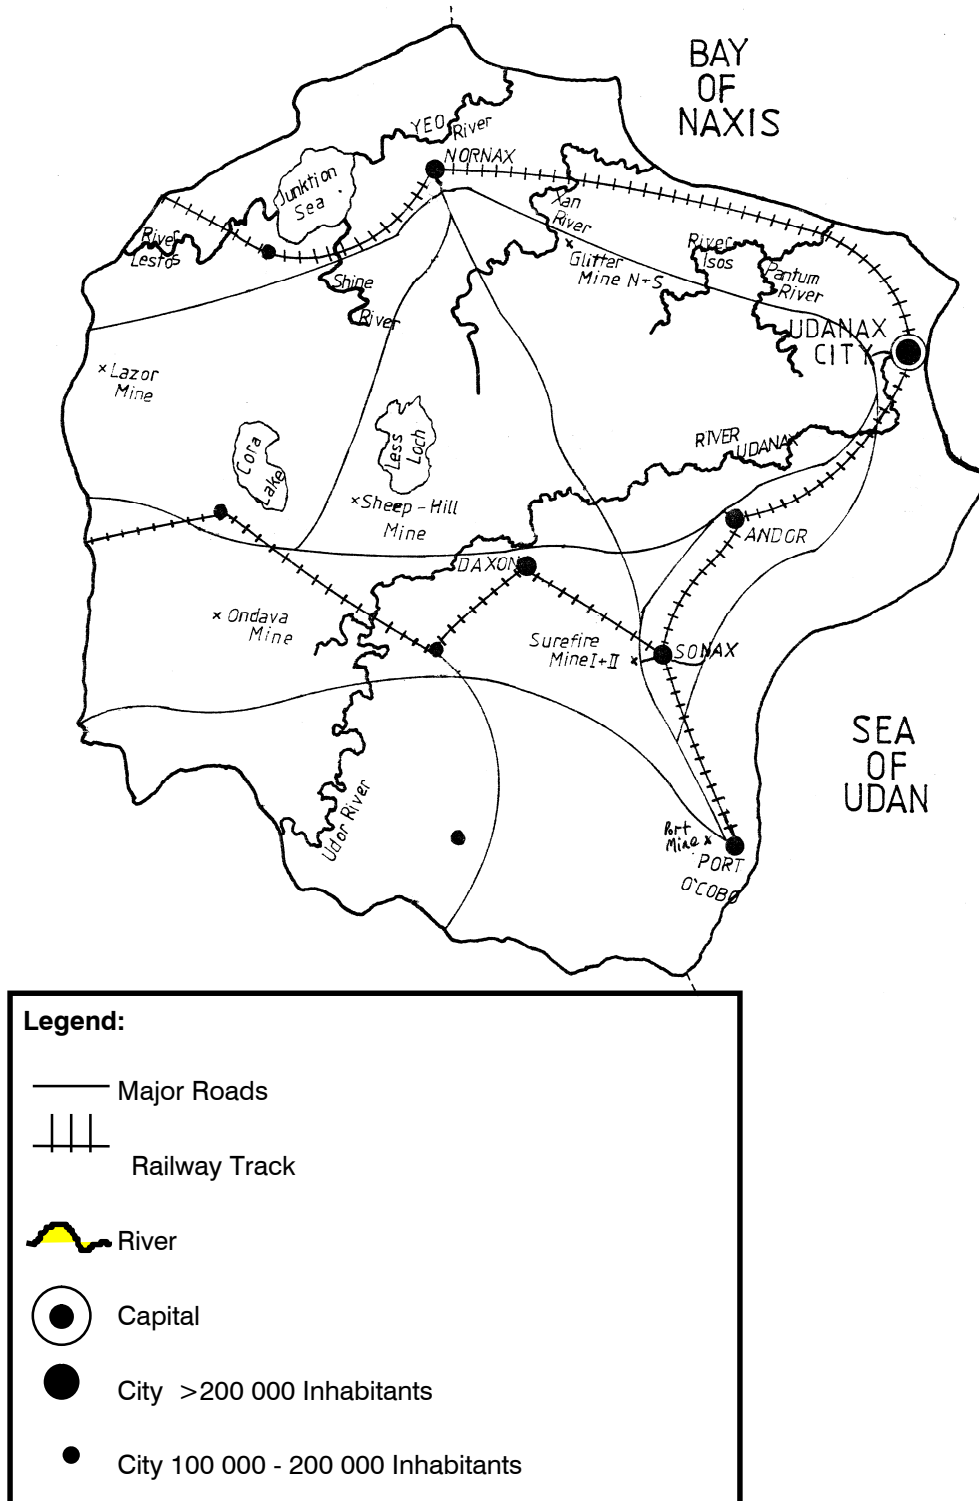 BAY
OF
NAXIS
YEO River
NORNAX
Junktion
Sea
Xan
River
River
Lestos
River
Isos
Glitter
Mine N+S
Pantum
River
Shine
River
UDANAX
CITY
Lazor
Mine
Cora
Lake
Less
Loch
RIVER UDANAX
Sheep-Hill
Mine
ANDOR
DAXON
Ondava
Mine
Surefire
Mine I+II
SONAX
SEA
OF
UDAN
Udor River
Port
Mine
PORT
O'COBO
Legend:
Major Roads
Railway Track
River
Capital
City >200 000 Inhabitants
City 100 000 - 200 000 Inhabitants